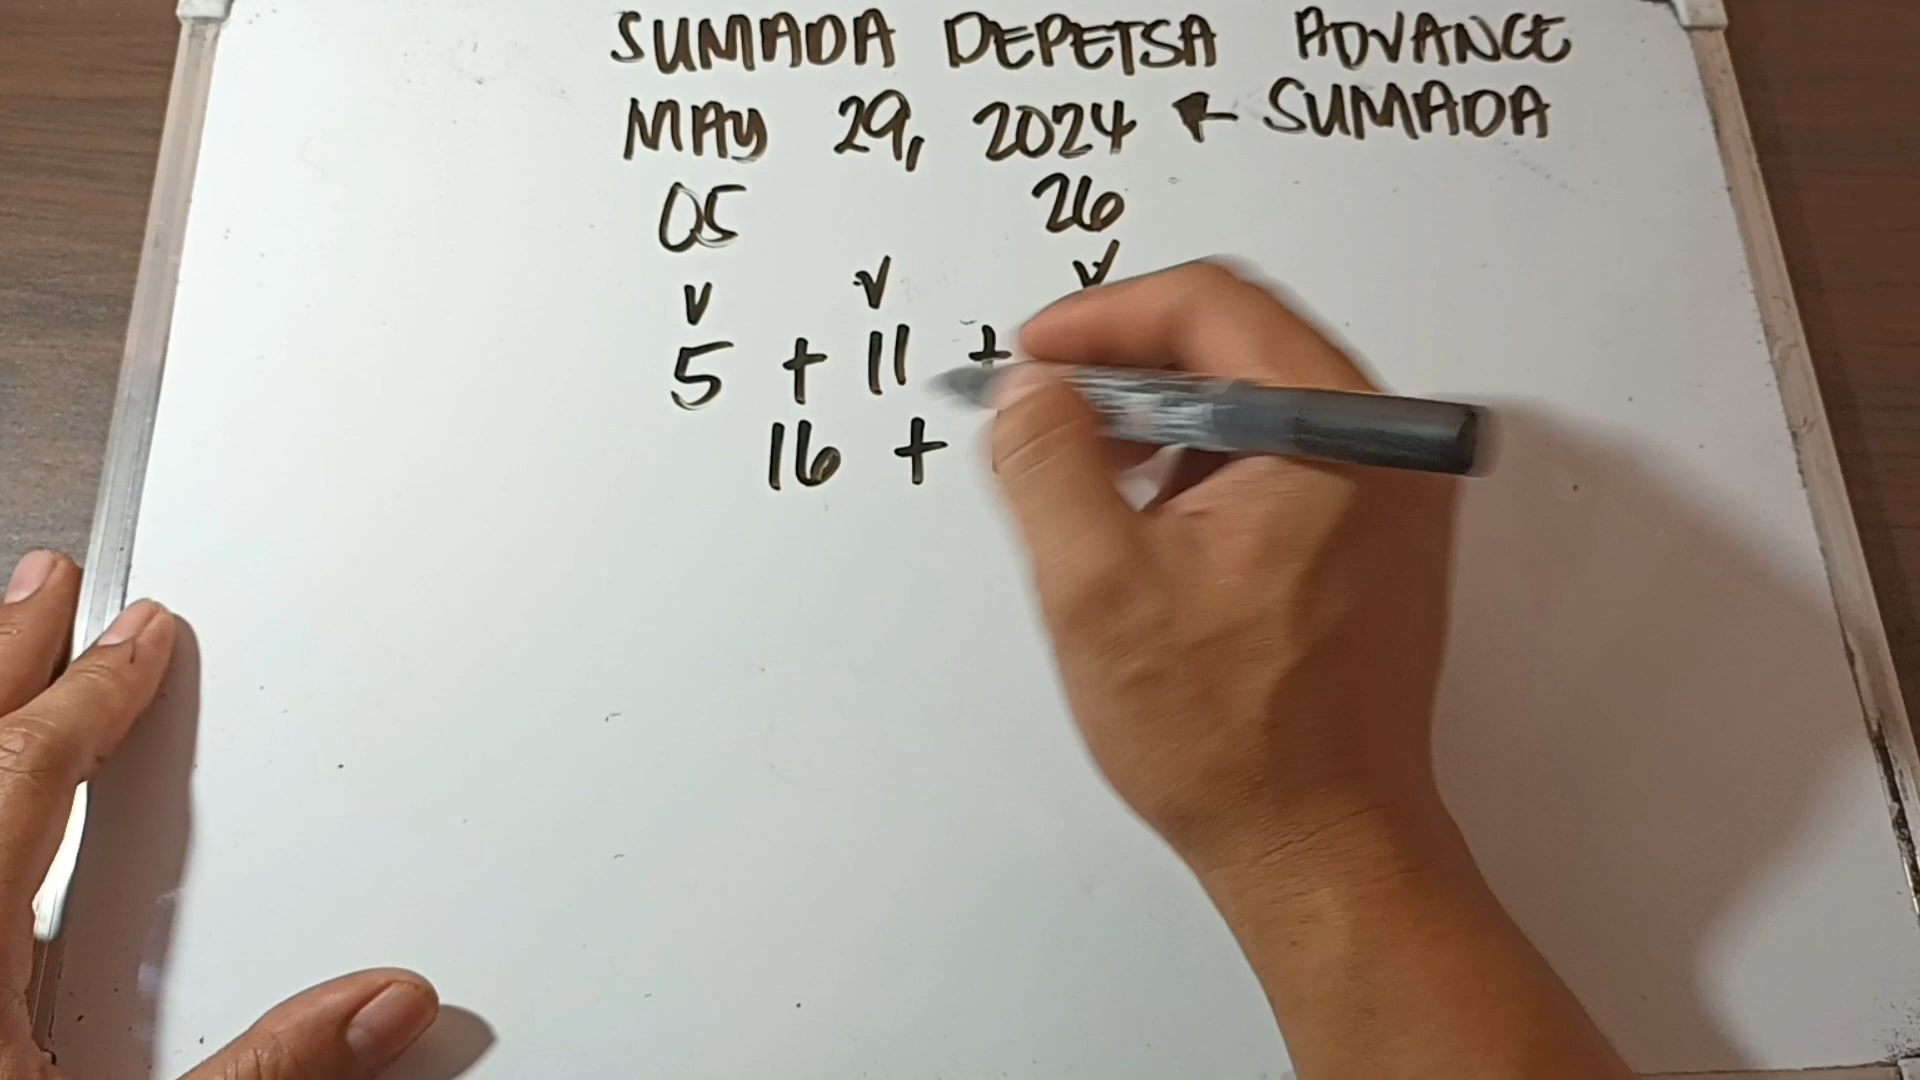 SUMADA DEPETSA ADVANCE
MAY 29, 2024 ← SUMADA
05 26
v v v
5 + 11 +
16 +